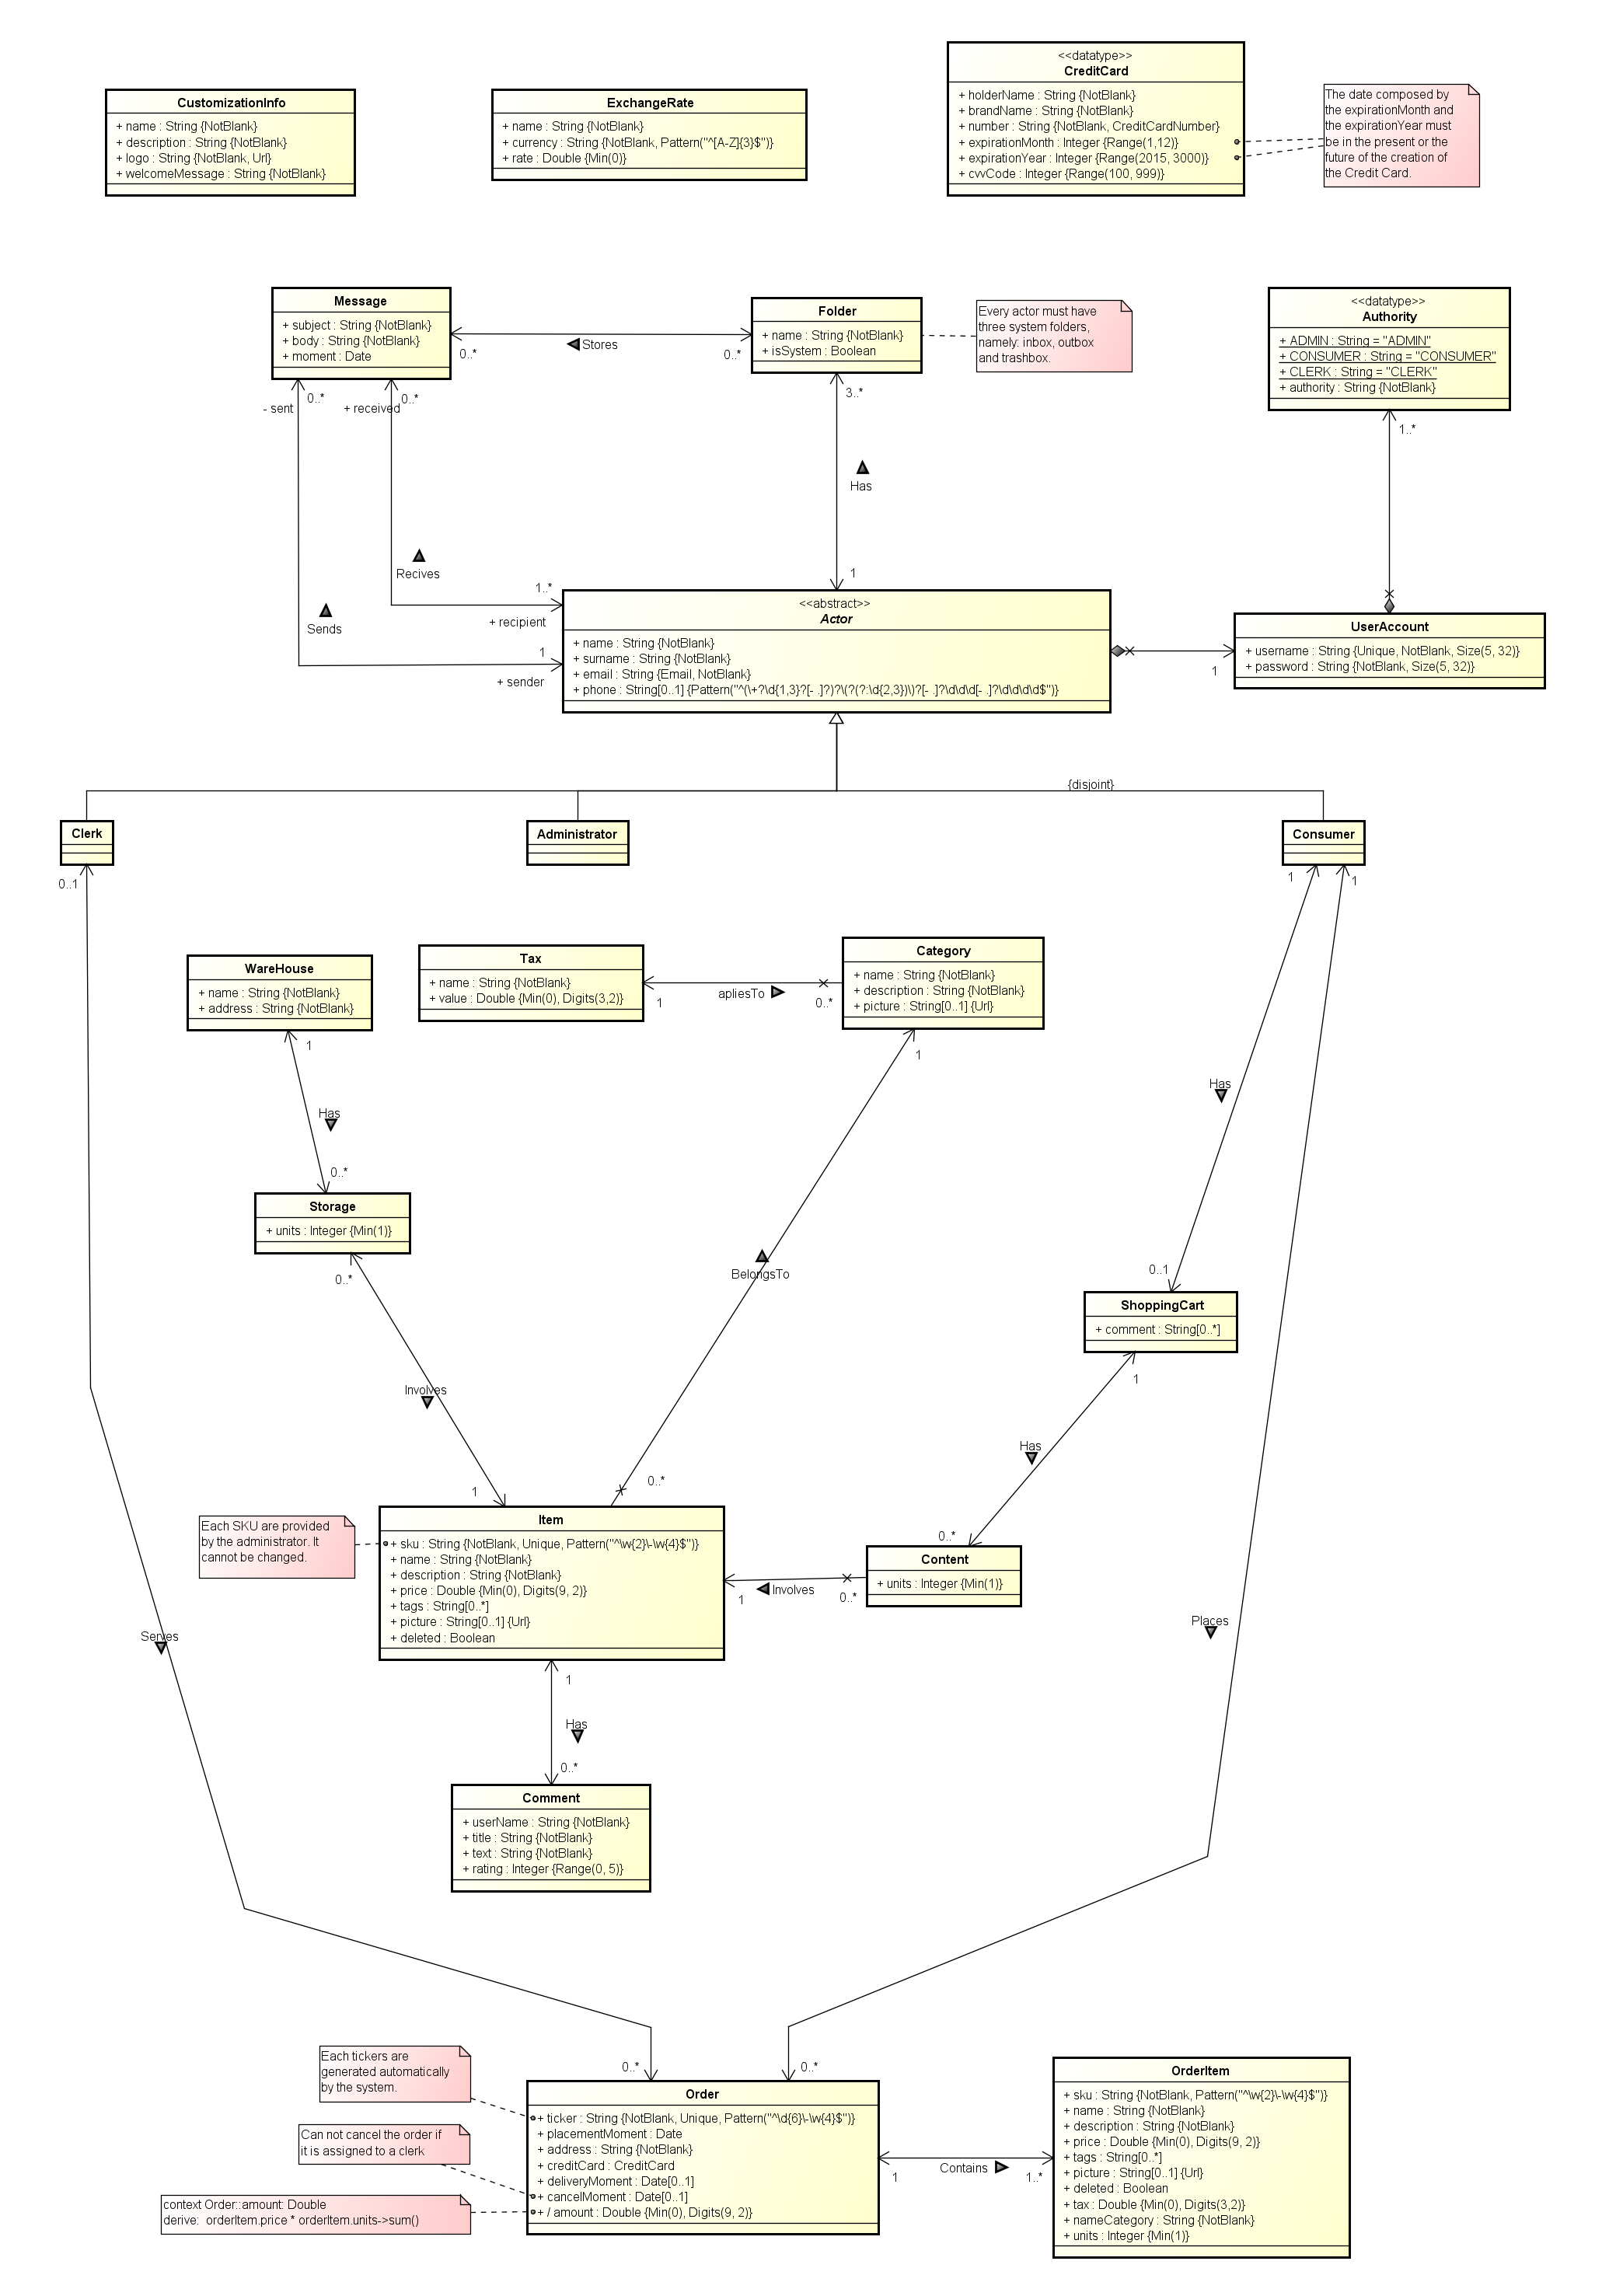 CustomizationInfo
+ name : String {NotBlank}
+ description : String {NotBlank}
+ logo : String {NotBlank, Url}
+ welcomeMessage : String {NotBlank}
ExchangeRate
+ name : String {NotBlank}
+ currency : String {NotBlank, Pattern("^[A-Z]{3}$")}
+ rate : Double {Min(0)}
<<datatype>>
CreditCard
+ holderName : String {NotBlank}
+ brandName : String {NotBlank}
+ number : String {NotBlank, CreditCardNumber}
+ expirationMonth : Integer {Range(1,12)}
+ expirationYear : Integer {Range(2015, 3000)}
+ cvvCode : Integer {Range(100, 999)}
The date composed by
the expirationMonth and
the expirationYear must
be in the present or the
future of the creation of
the Credit Card.
Message
+ subject : String {NotBlank}
+ body : String {NotBlank}
+ moment : Date
Stores
0..*
0..*
Folder
+ name : String {NotBlank}
+ isSystem : Boolean
Every actor must have
three system folders,
namely: inbox, outbox
and trashbox.
<<datatype>>
Authority
+ ADMIN : String = "ADMIN"
+ CONSUMER : String = "CONSUMER"
+ CLERK : String = "CLERK"
+ authority : String {NotBlank}
- sent
0..*
+ received
0..*
3..*
1..*
Has
Recives
Sends
1
1..*
+ recipient
1
+ sender
<<abstract>>
Actor
+ name : String {NotBlank}
+ surname : String {NotBlank}
+ email : String {Email, NotBlank}
+ phone : String[0..1] {Pattern("^(\+?\d{1,3}?[- .]?)?\(?(?:\d{2,3})\)?[- .]?\d\d\d[- .]?\d\d\d\d$")}
1
UserAccount
+ username : String {Unique, NotBlank, Size(5, 32)}
+ password : String {NotBlank, Size(5, 32)}
{disjoint}
Clerk
Administrator
Consumer
0..1
1
1
WareHouse
+ name : String {NotBlank}
+ address : String {NotBlank}
Tax
+ name : String {NotBlank}
+ value : Double {Min(0), Digits(3,2)}
1
apliesTo
0..*
Category
+ name : String {NotBlank}
+ description : String {NotBlank}
+ picture : String[0..1] {Url}
1
1
Has
Has
0..*
Storage
+ units : Integer {Min(1)}
0..*
BelongsTo
0..1
ShoppingCart
+ comment : String[0..*]
1
Involves
Has
1
0..*
Each SKU are provided
by the administrator. It
cannot be changed.
Item
+ sku : String {NotBlank, Unique, Pattern("^\w{2}\-\w{4}$")}
+ name : String {NotBlank}
+ description : String {NotBlank}
+ price : Double {Min(0), Digits(9, 2)}
+ tags : String[0..*]
+ picture : String[0..1] {Url}
+ deleted : Boolean
1
Involves
0..*
0..*
Content
+ units : Integer {Min(1)}
Serves
Places
1
Has
0..*
Comment
+ userName : String {NotBlank}
+ title : String {NotBlank}
+ text : String {NotBlank}
+ rating : Integer {Range(0, 5)}
Each tickers are
generated automatically
by the system.
Can not cancel the order if
it is assigned to a clerk
context Order::amount: Double
derive:  orderItem.price * orderItem.units->sum()
0..*
0..*
Order
+ ticker : String {NotBlank, Unique, Pattern("^\d{6}\-\w{4}$")}
+ placementMoment : Date
+ address : String {NotBlank}
+ creditCard : CreditCard
+ deliveryMoment : Date[0..1]
+ cancelMoment : Date[0..1]
+ / amount : Double {Min(0), Digits(9, 2)}
1
Contains
1..*
OrderItem
+ sku : String {NotBlank, Pattern("^\w{2}\-\w{4}$")}
+ name : String {NotBlank}
+ description : String {NotBlank}
+ price : Double {Min(0), Digits(9, 2)}
+ tags : String[0..*]
+ picture : String[0..1] {Url}
+ deleted : Boolean
+ tax : Double {Min(0), Digits(3,2)}
+ nameCategory : String {NotBlank}
+ units : Integer {Min(1)}